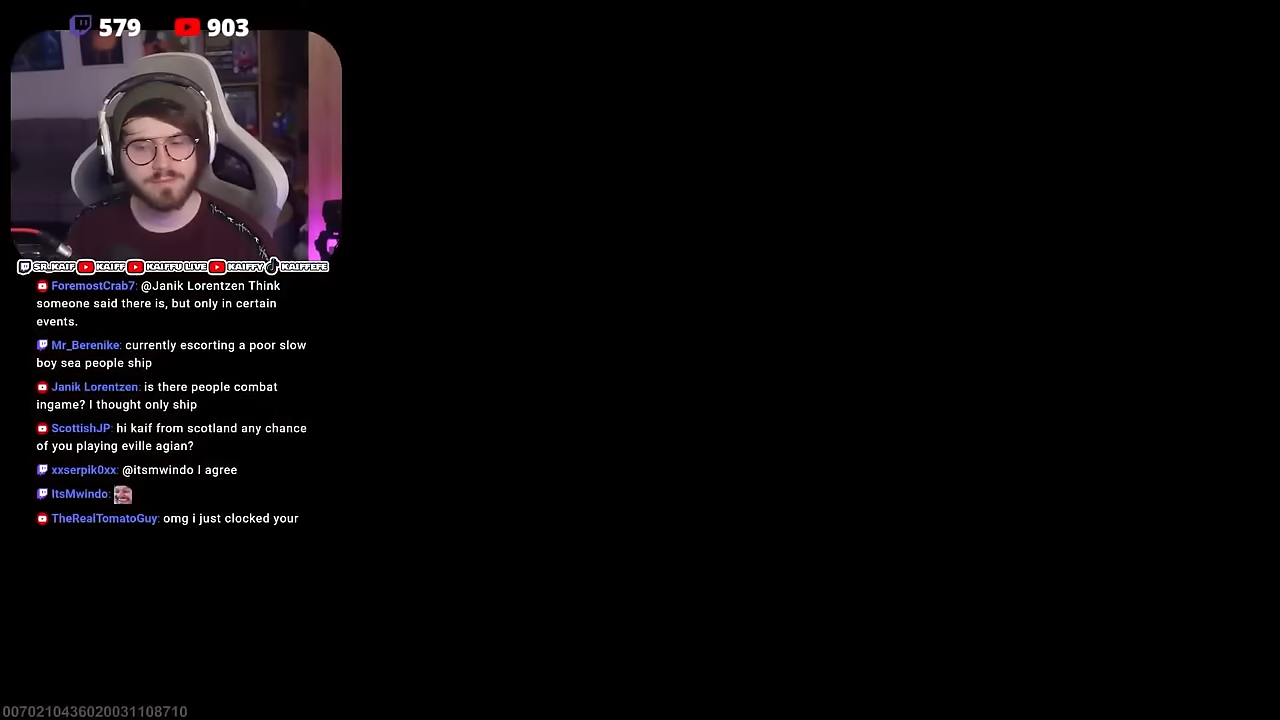 579 903
SR_KAIF KAIFF KAIFFU LIVE KAIFFY KAIFFEFE
ForemostCrab7: @Janik Lorentzen Think
someone said there is, but only in certain
events.
Mr_Berenike: currently escorting a poor slow
boy sea people ship
Janik Lorentzen: is there people combat
ingame? I thought only ship
ScottishJP: hi kaif from scotland any chance
of you playing eville agian?
xxserpik0xx: @itsmwindo I agree
ItsMwindo:
TheRealTomatoGuy: omg i just clocked your
0070210436020031108710